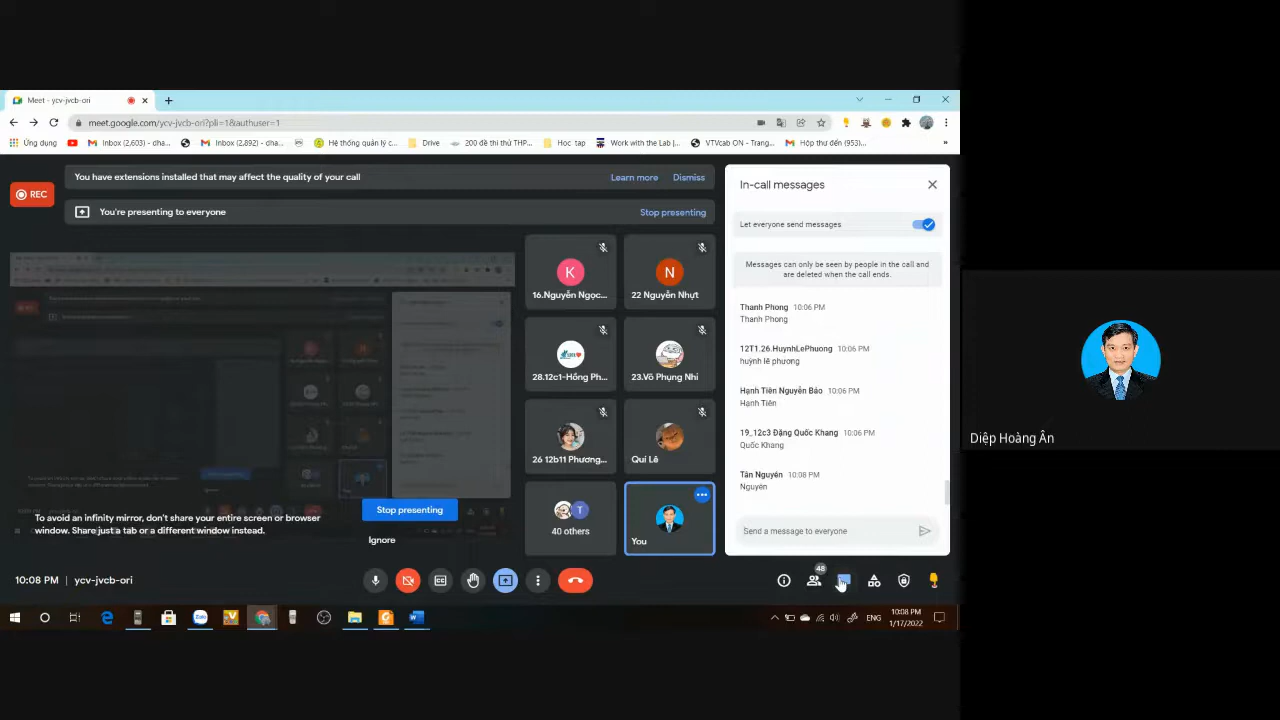 Meet - ycv-jvcb-ori
meet.google.com/ycv-jvcb-ori?pli=1&authuser=1
Ứng dụng
Inbox (2,603) - dha...
Inbox (2,892) - dha...
Hệ thống quản lý c...
Drive
200 đề thi thử THP...
Học tập
Work with the Lab |...
VTVcab ON - Trang...
Hộp thư đến (953)...
»
REC
You have extensions installed that may affect the quality of your call
Learn more
Dismiss
You're presenting to everyone
Stop presenting
To avoid an infinity mirror, don't share your entire screen or browser
window. Share just a tab or a different window instead.
Stop presenting
Ignore
K
16.Nguyễn Ngọc...
N
22 Nguyễn Nhựt
28.12c1-Hồng Ph...
23.Võ Phụng Nhi
26 12b11 Phương...
Qui Lê
T
40 others
You
In-call messages
Let everyone send messages
Messages can only be seen by people in the call and
are deleted when the call ends.
Thanh Phong 10:06 PM
Thanh Phong
12T1.26.HuynhLePhuong 10:06 PM
huỳnh lê phương
Hạnh Tiên Nguyễn Bảo 10:06 PM
Hạnh Tiên
19_12c3 Đặng Quốc Khang 10:06 PM
Quốc Khang
Tân Nguyên 10:08 PM
Nguyên
Send a message to everyone
10:08 PM | ycv-jvcb-ori
48
Zalo
ENG
10:08 PM
1/17/2022
Diệp Hoàng Ân